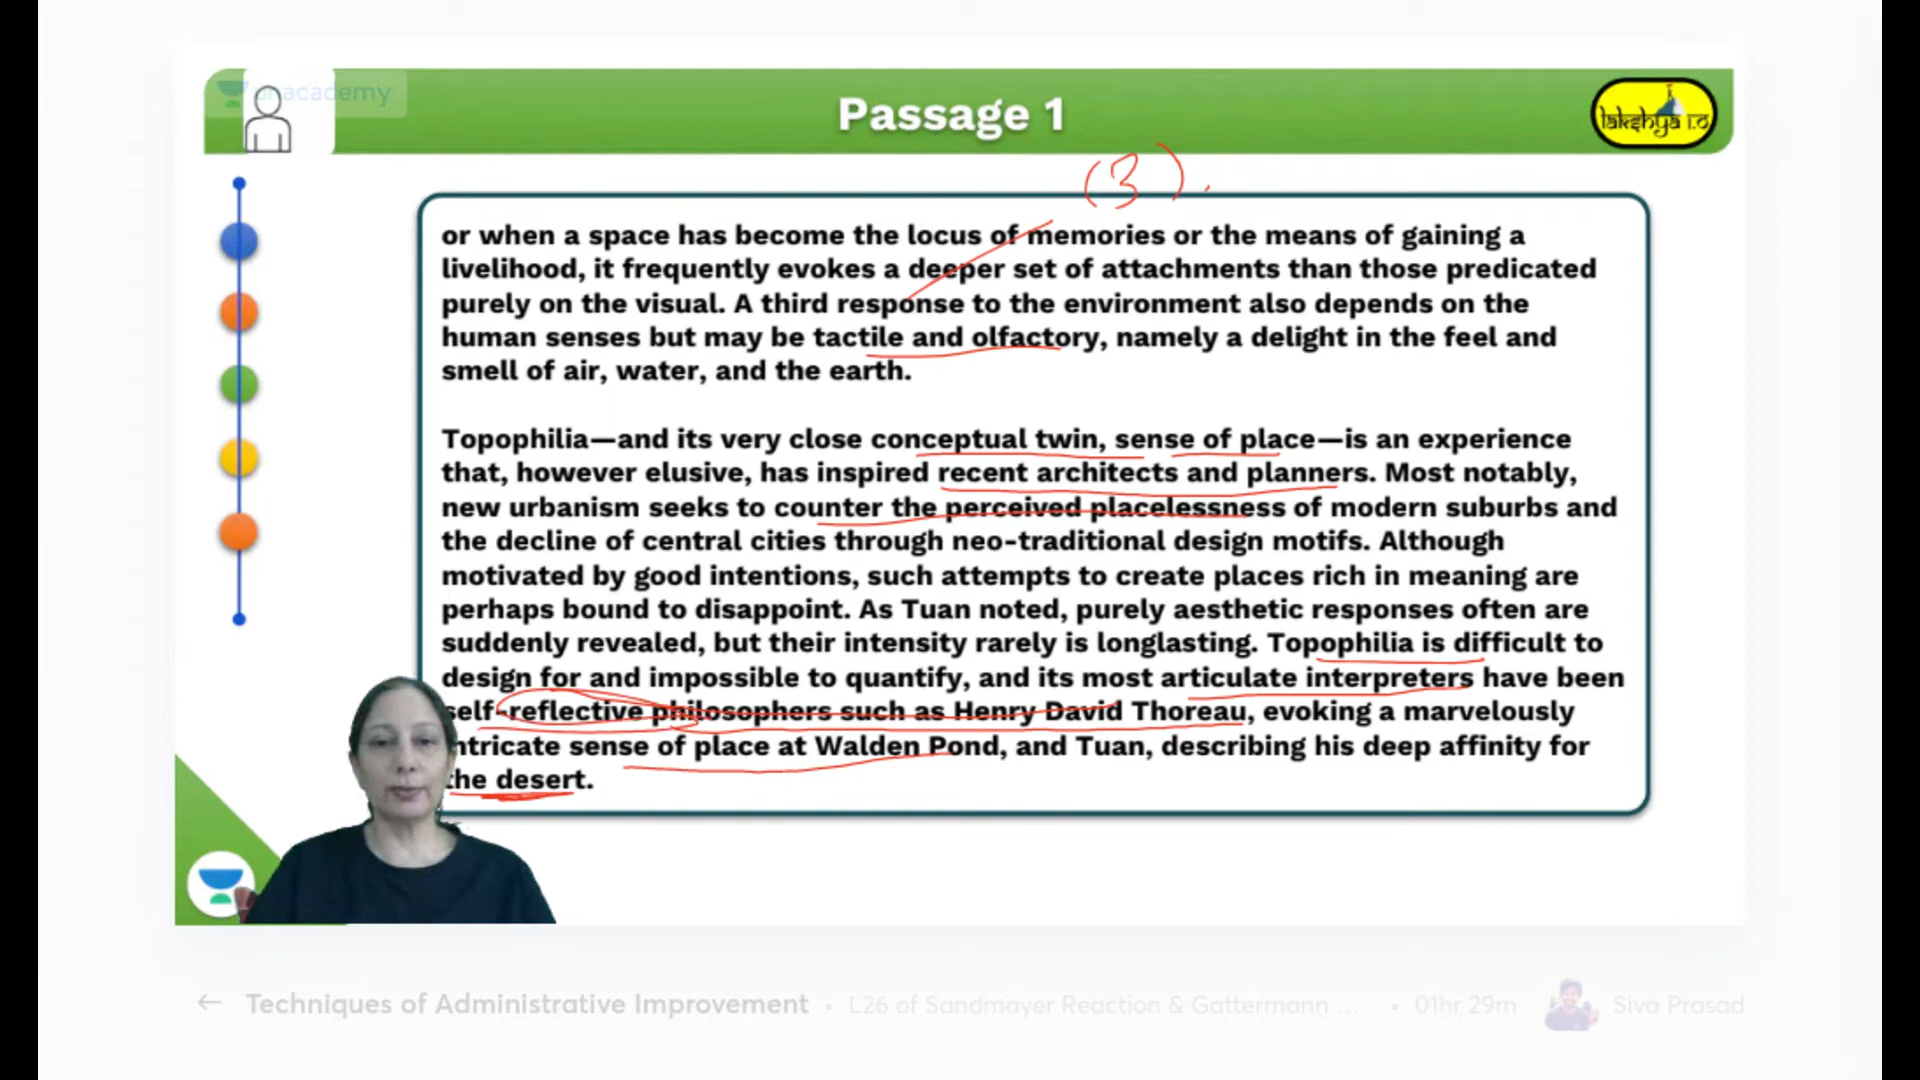 unacademy
Passage 1
lakshya 1.0
(3).
or when a space has become the locus of memories or the means of gaining a
livelihood, it frequently evokes a deeper set of attachments than those predicated
purely on the visual. A third response to the environment also depends on the
human senses but may be tactile and olfactory, namely a delight in the feel and
smell of air, water, and the earth.
Topophilia—and its very close conceptual twin, sense of place—is an experience
that, however elusive, has inspired recent architects and planners. Most notably,
new urbanism seeks to counter the perceived placelessness of modern suburbs and
the decline of central cities through neo-traditional design motifs. Although
motivated by good intentions, such attempts to create places rich in meaning are
perhaps bound to disappoint. As Tuan noted, purely aesthetic responses often are
suddenly revealed, but their intensity rarely is longlasting. Topophilia is difficult to
design for and impossible to quantify, and its most articulate interpreters have been
self-reflective philosophers such as Henry David Thoreau, evoking a marvelously
ntricate sense of place at Walden Pond, and Tuan, describing his deep affinity for
the desert.
← Techniques of Administrative Improvement • L26 of Sandmayer Reaction & Gattermann ... • 01hr 29m Siva Prasad